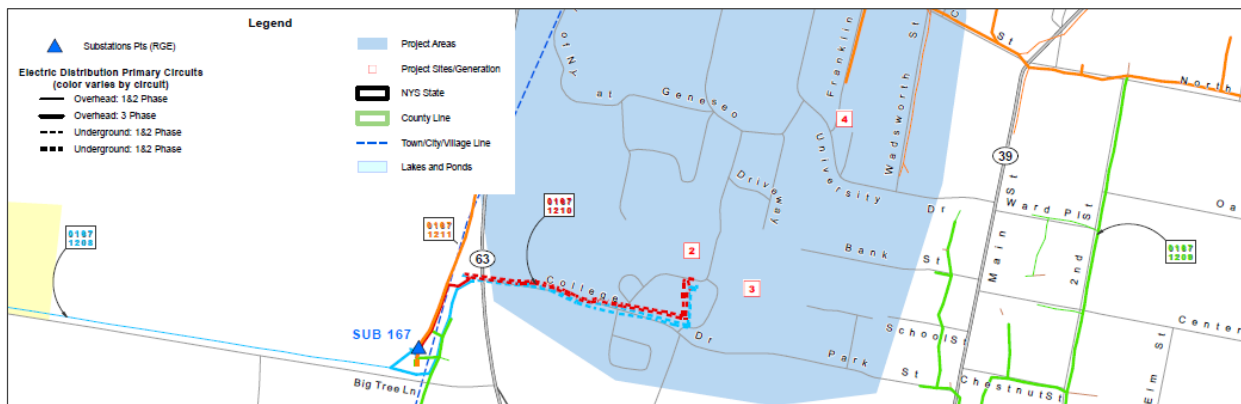 Legend
Substations Pts (RGE)
Electric Distribution Primary Circuits
(color varies by circuit)
Overhead: 1&2 Phase
Overhead: 3 Phase
Underground: 1&2 Phase
Underground: 1&2 Phase
Project Areas
Project Sites/Generation
NYS State
County Line
Town/City/Village Line
Lakes and Ponds
of NY
at Geneseo
Franklin
St
Wadsworth St
North
4
University
Dr
Driveway
39
Main St
Ward Pl
2nd St
Oa
0167
1208
0167
1211
0167
1210
0167
1209
63
2
3
Bank St
College
Dr
Center
School St
Park
St
Chestnut St
Elm St
SUB 167
Big Tree Ln